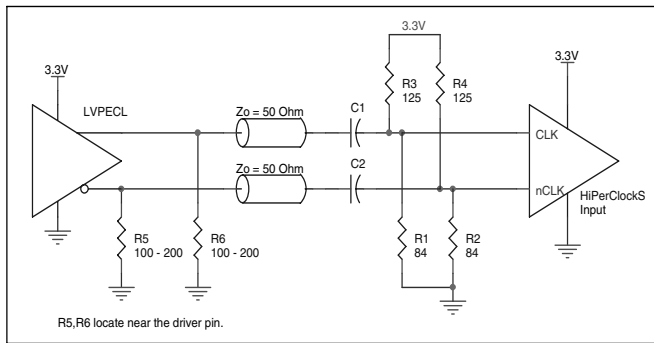 3.3V
3.3V
3.3V
LVPECL
R3
125
R4
125
Zo = 50 Ohm
C1
CLK
Zo = 50 Ohm
C2
nCLK
HiPerClockS
Input
R5
100 - 200
R6
100 - 200
R1
84
R2
84
R5,R6 locate near the driver pin.